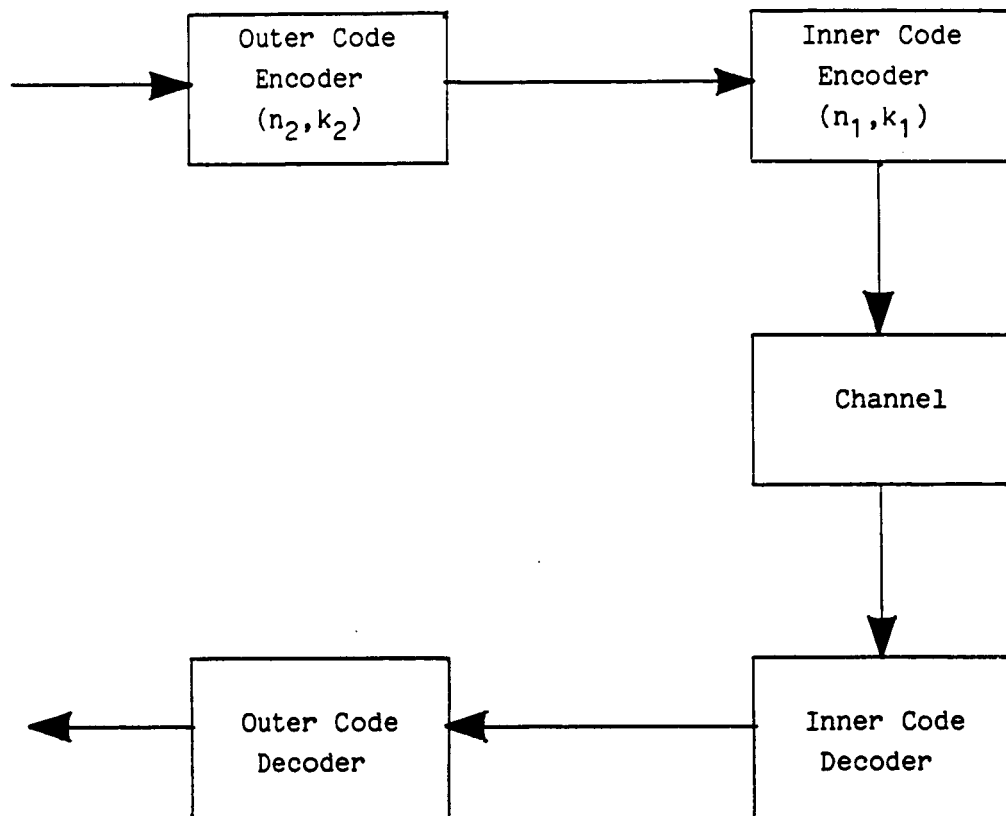 Outer Code
Encoder
(n₂,k₂)
Inner Code
Encoder
(n₁,k₁)
Channel
Outer Code
Decoder
Inner Code
Decoder